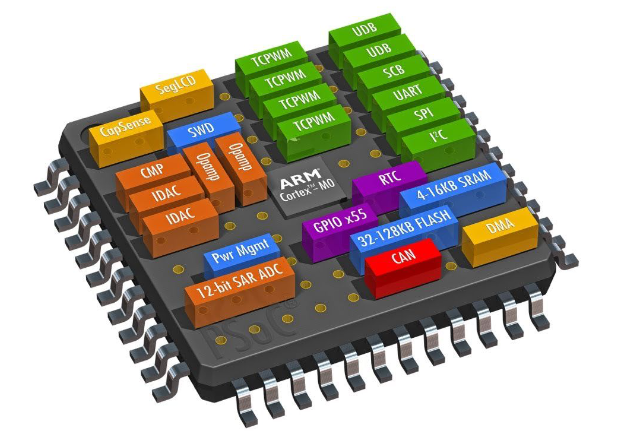 UDB
UDB
SCB
UART
SPI
I²C
TCPWM
TCPWM
TCPWM
TCPWM
SegLCD
CapSense
SWD
CMP
IDAC
IDAC
Opamp
Opamp
ARM
Cortex™-M0
RTC
4-16KB SRAM
GPIO x55
32-128KB FLASH
CAN
DMA
Pwr Mgmt
12-bit SAR ADC
PSoC